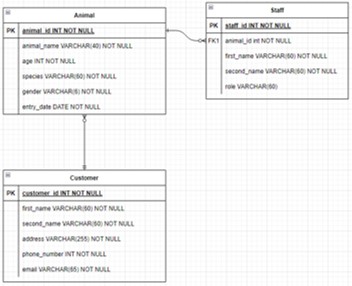 Animal
PK animal_id INT NOT NULL
animal_name VARCHAR(40) NOT NULL
age INT NOT NULL
species VARCHAR(60) NOT NULL
gender VARCHAR(6) NOT NULL
entry_date DATE NOT NULL
Staff
PK staff_id INT NOT NULL
FK1 animal_id int NOT NULL
first_name VARCHAR(60) NOT NULL
second_name VARCHAR(60) NOT NULL
role VARCHAR(60)
Customer
PK customer_id INT NOT NULL
first_name VARCHAR(60) NOT NULL
second_name VARCHAR(60) NOT NULL
address VARCHAR(255) NOT NULL
phone_number INT NOT NULL
email VARCHAR(65) NOT NULL